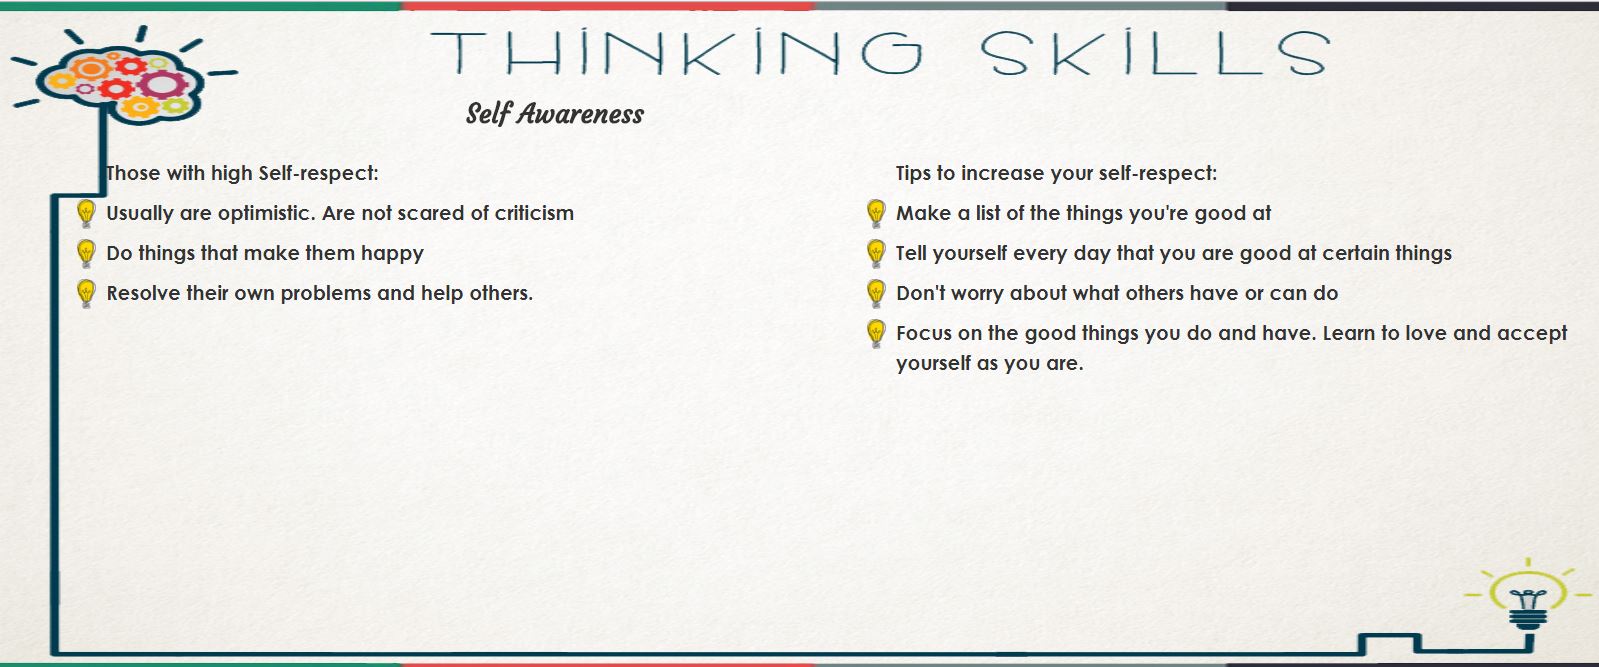 THINKING SKILLS
Self Awareness
Those with high Self-respect:
Usually are optimistic. Are not scared of criticism
Do things that make them happy
Resolve their own problems and help others.
Tips to increase your self-respect:
Make a list of the things you're good at
Tell yourself every day that you are good at certain things
Don't worry about what others have or can do
Focus on the good things you do and have. Learn to love and accept
yourself as you are.